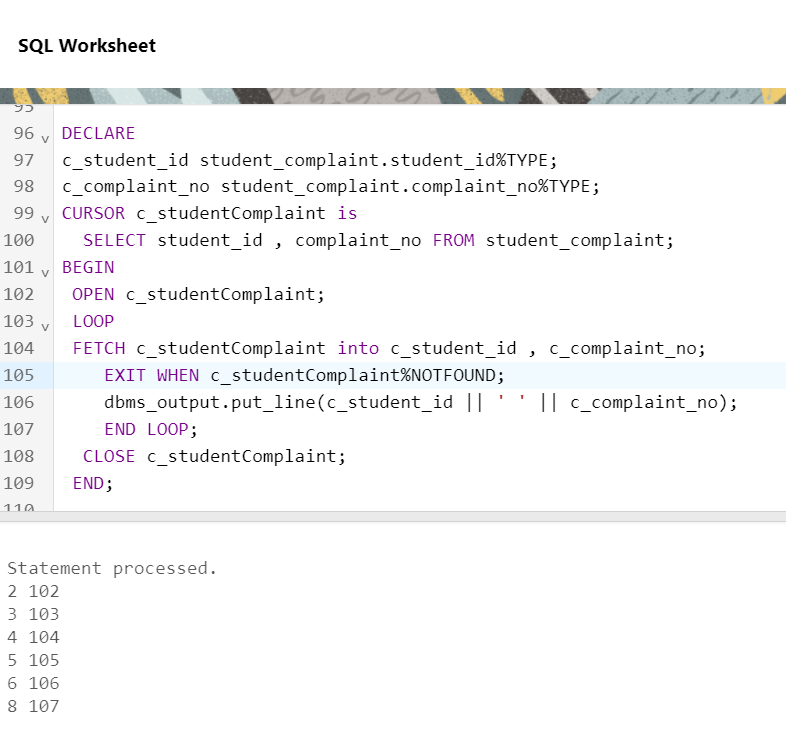 SQL Worksheet
95
96 v DECLARE
97 c_student_id student_complaint.student_id%TYPE;
98 c_complaint_no student_complaint.complaint_no%TYPE;
99 v CURSOR c_studentComplaint is
100 SELECT student_id , complaint_no FROM student_complaint;
101 v BEGIN
102 OPEN c_studentComplaint;
103 v LOOP
104 FETCH c_studentComplaint into c_student_id , c_complaint_no;
105 EXIT WHEN c_studentComplaint%NOTFOUND;
106 dbms_output.put_line(c_student_id || ' ' || c_complaint_no);
107 END LOOP;
108 CLOSE c_studentComplaint;
109 END;
110
Statement processed.
2 102
3 103
4 104
5 105
6 106
8 107